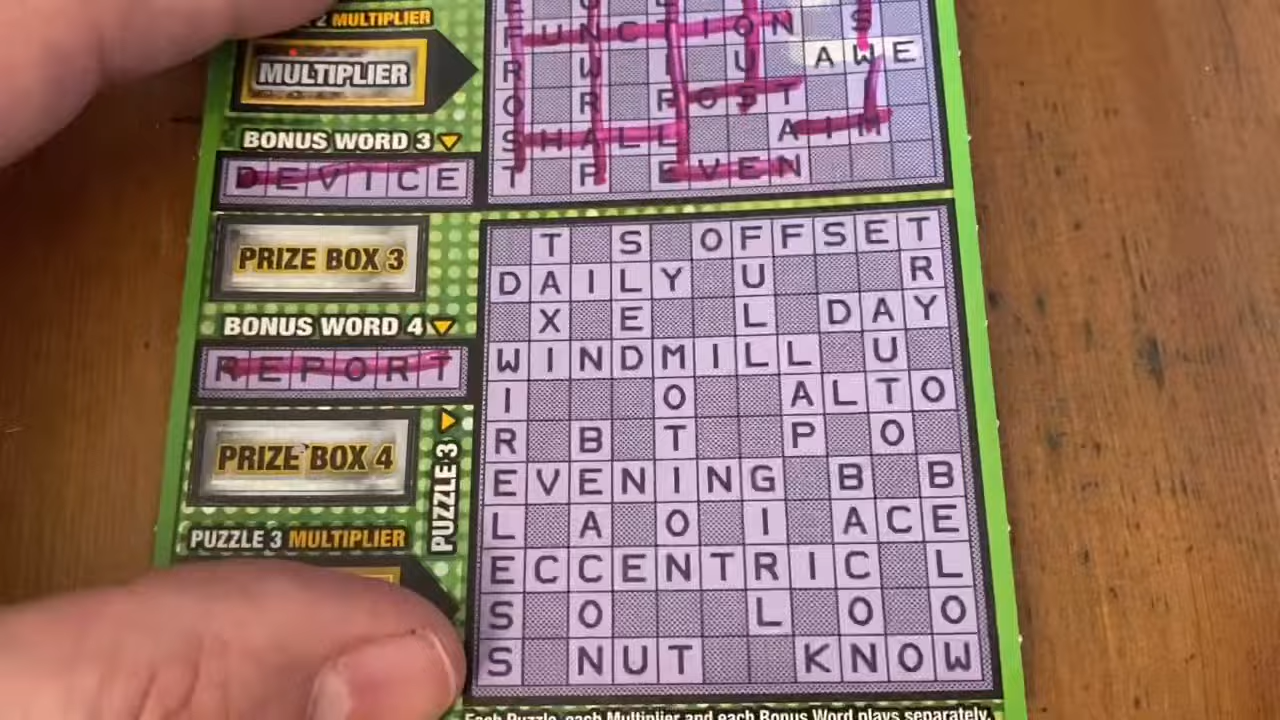 2 MULTIPLIER
MULTIPLIER
BONUS WORD 3
DEVICE
PRIZE BOX 3
BONUS WORD 4
REPORT
PRIZE BOX 4
PUZZLE 3
PUZZLE 3 MULTIPLIER
FUNCTION S
R W I U AWE
O R POST
SHALL AIM
T P EVEN
T S OFFSET
DAILY U R
X E L DAY
WINDMILL U
I O ALTO
R B T P O
EVENING B B
L A O I ACE
ECCENTRIC L
S O L O O
S NUT KNOW
Each Puzzle, each Multiplier and each Bonus Word plays separately.